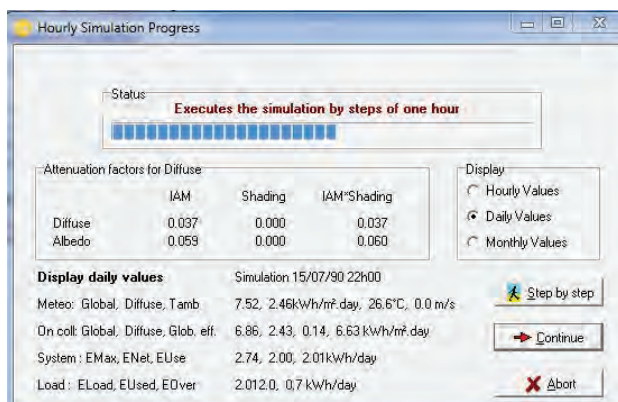 Hourly Simulation Progress
Status
Executes the simulation by steps of one hour
Attenuation factors for Diffuse
IAM Shading IAM*Shading
Diffuse 0.037 0.000 0.037
Albedo 0.059 0.000 0.060
Display
Hourly Values
Daily Values
Monthly Values
Display daily values Simulation 15/07/90 22h00
Meteo: Global, Diffuse, Tamb 7.52, 2.46kWh/m².day, 26.6°C, 0.0 m/s
On coll: Global, Diffuse, Glob. eff. 6.86, 2.43, 0.14, 6.63 kWh/m².day
System : EMax, ENet, EUse 2.74, 2.00, 2.01kWh/day
Load : ELoad, EUsed, EOver 2.012.0, 0,7 kWh/day
Step by step
Continue
Abort